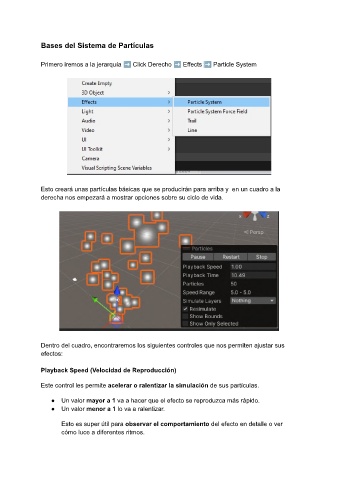 Bases del Sistema de Partículas
Primero iremos a la jerarquía ➡ Click Derecho ➡ Effects ➡ Particle System
Create Empty
3D Object
Effects
Light
Audio
Video
UI
UI Toolkit
Camera
Visual Scripting Scene Variables
Particle System
Particle System Force Field
Trail
Line
Esto creará unas partículas básicas que se producirán para arriba y en un cuadro a la
derecha nos empezará a mostrar opciones sobre su ciclo de vida.
Persp
Particles
Pause Restart Stop
Playback Speed 1.00
Playback Time 10.49
Particles 50
Speed Range 5.0 - 5.0
Simulate Layers Nothing
Resimulate
Show Bounds
Show Only Selected
Dentro del cuadro, encontraremos los siguientes controles que nos permiten ajustar sus
efectos:
Playback Speed (Velocidad de Reproducción)
Este control les permite acelerar o ralentizar la simulación de sus partículas.
● Un valor mayor a 1 va a hacer que el efecto se reproduzca más rápido.
● Un valor menor a 1 lo va a ralentizar.
Esto es super útil para observar el comportamiento del efecto en detalle o ver
cómo luce a diferentes ritmos.